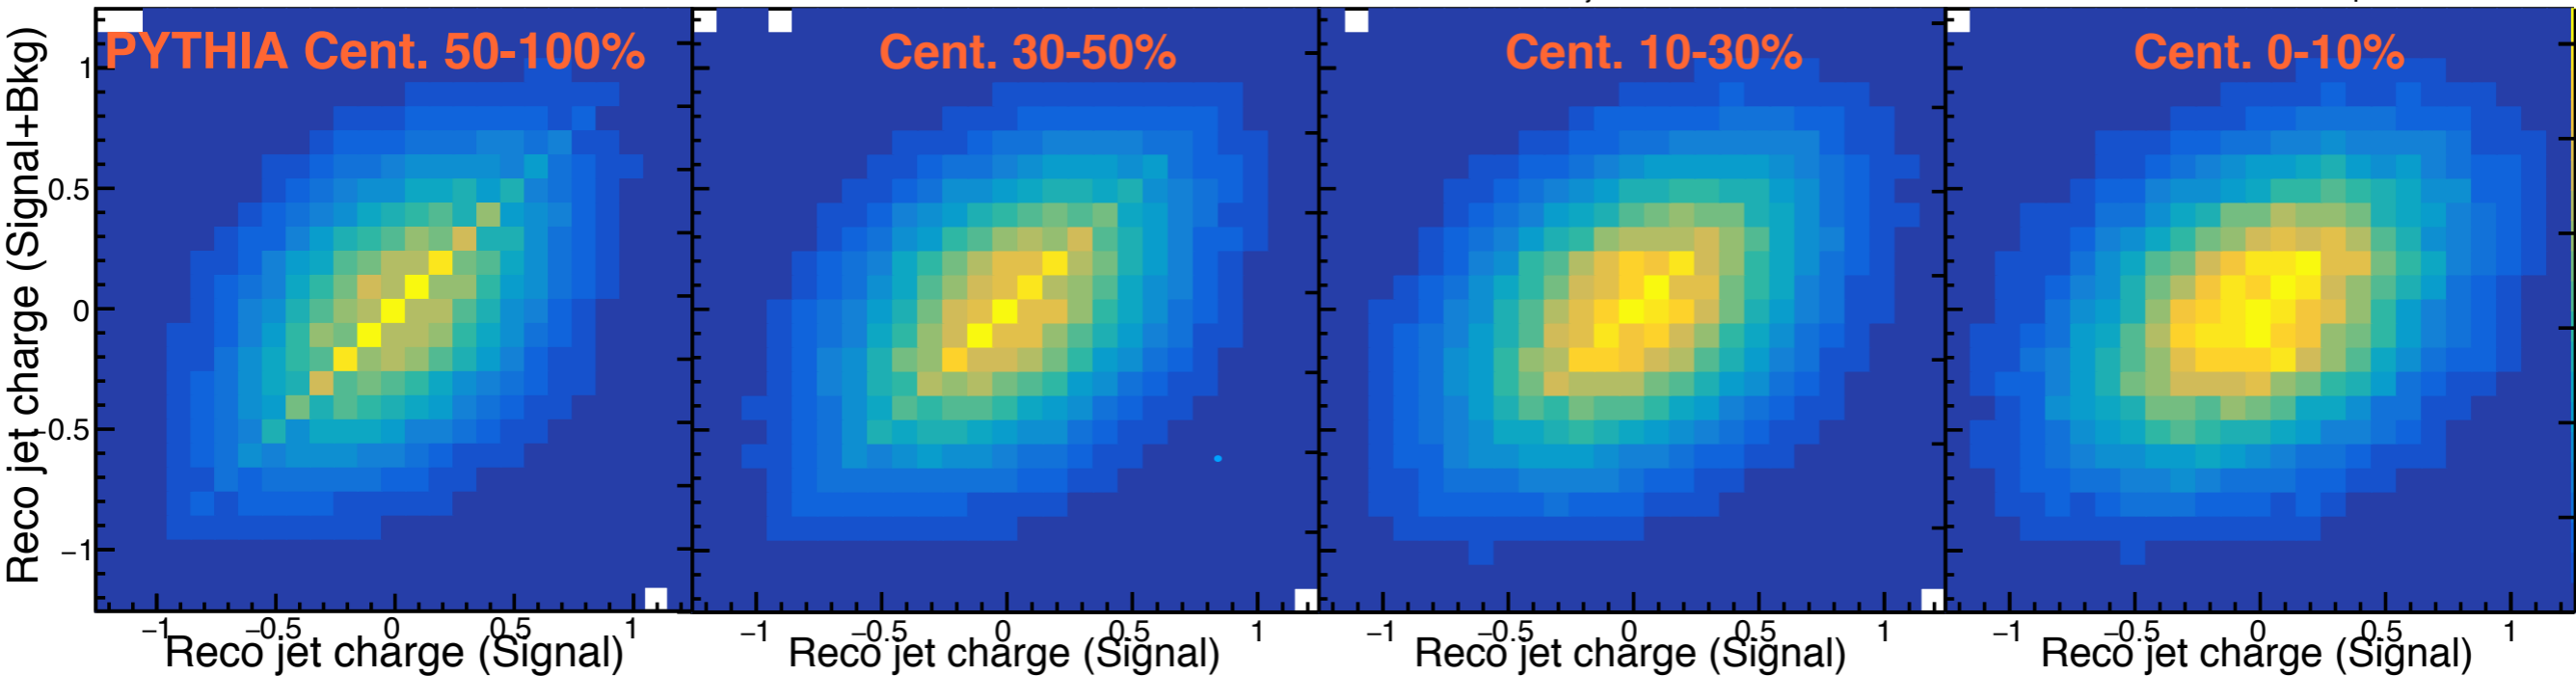 PYTHIA Cent. 50-100%
Cent. 30-50%
Cent. 10-30%
Cent. 0-10%
Reco jet charge (Signal+Bkg)
1
0.5
0
−0.5
−1
−1 −0.5 0 0.5 1
Reco jet charge (Signal)
−1 −0.5 0 0.5 1
Reco jet charge (Signal)
−1 −0.5 0 0.5 1
Reco jet charge (Signal)
−1 −0.5 0 0.5 1
Reco jet charge (Signal)